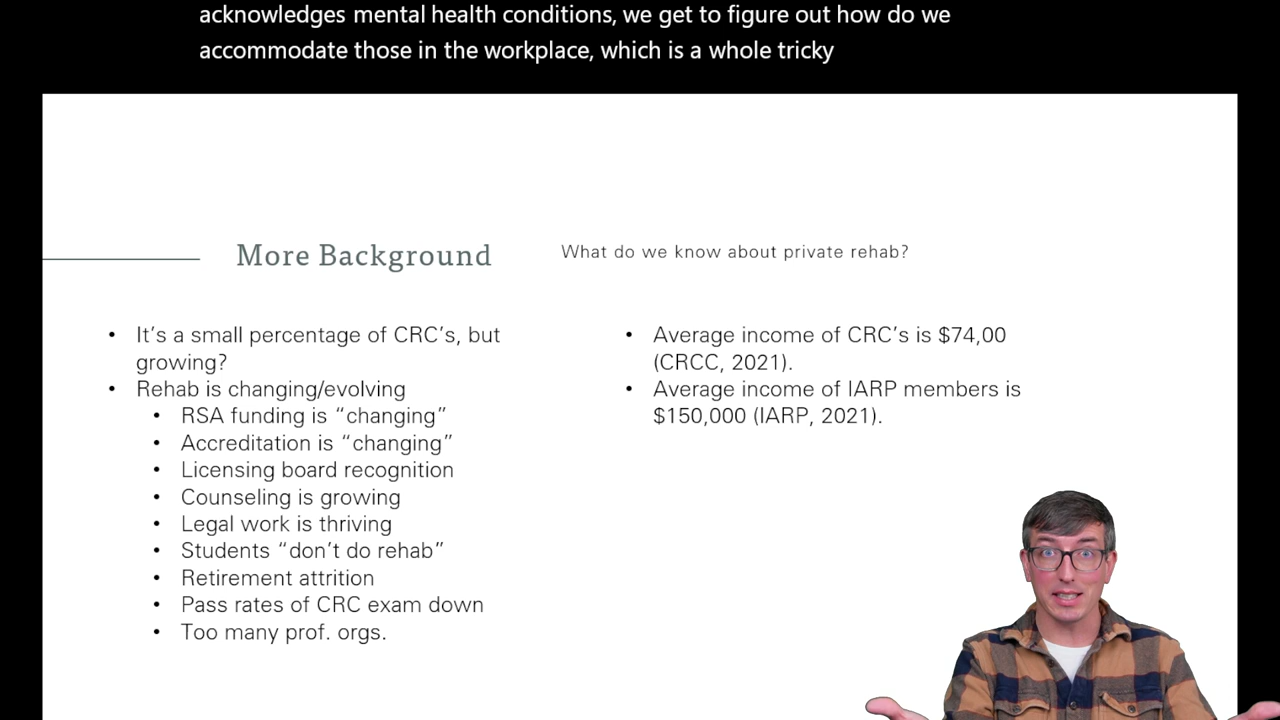 acknowledges mental health conditions, we get to figure out how do we
accommodate those in the workplace, which is a whole tricky
More Background
What do we know about private rehab?
• It's a small percentage of CRC's, but
growing?
• Rehab is changing/evolving
• RSA funding is “changing”
• Accreditation is “changing”
• Licensing board recognition
• Counseling is growing
• Legal work is thriving
• Students “don't do rehab”
• Retirement attrition
• Pass rates of CRC exam down
• Too many prof. orgs.
• Average income of CRC's is $74,00
(CRCC, 2021).
• Average income of IARP members is
$150,000 (IARP, 2021).